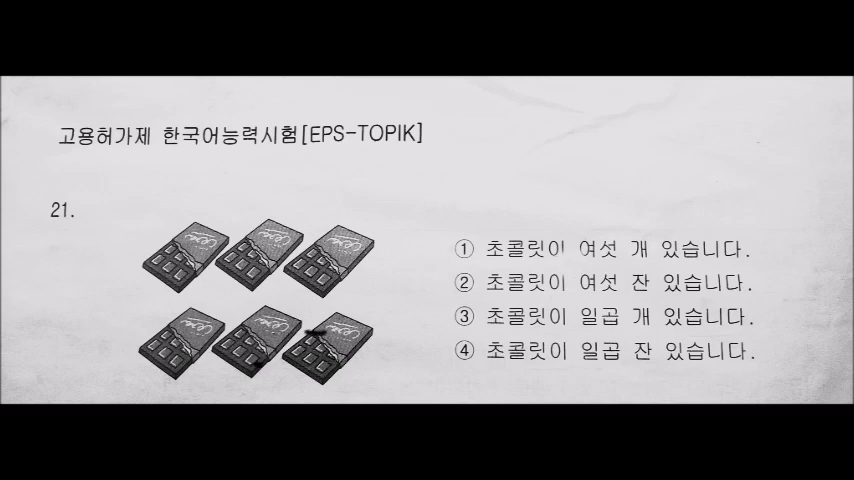 고용허가제 한국어능력시험[EPS-TOPIK]
21.
① 초콜릿이 여섯 개 있습니다.
② 초콜릿이 여섯 잔 있습니다.
③ 초콜릿이 일곱 개 있습니다.
④ 초콜릿이 일곱 잔 있습니다.